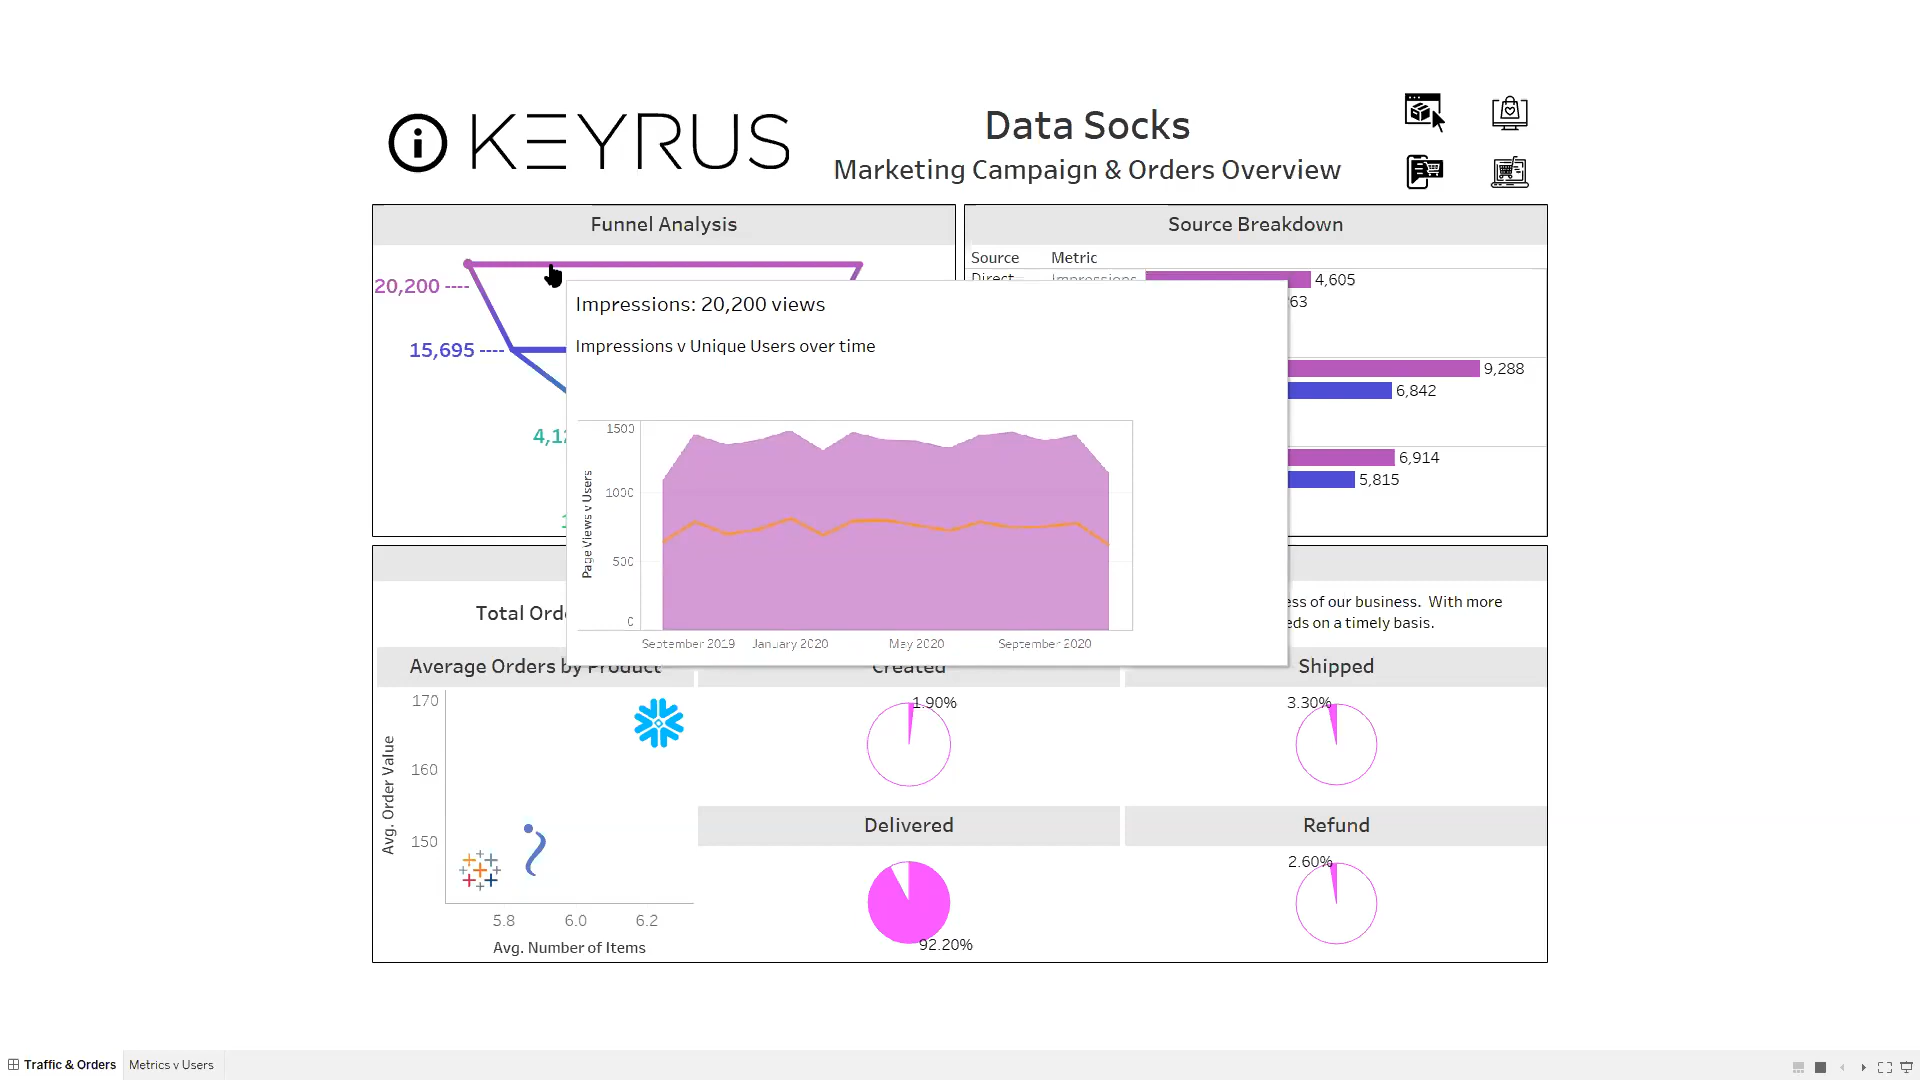 KEYRUS
Data Socks
Marketing Campaign & Orders Overview
Funnel Analysis
20,200 ----
15,695 ----
Source Breakdown
Source Metric
Direct Impressions 4,605
63
9,288
6,842
6,914
5,815
Impressions: 20,200 views
Impressions v Unique Users over time
Page Views v Users
1500
1000
500
0
September 2019 January 2020 May 2020 September 2020
Total
ess of our business. With more
eds on a timely basis.
Average Orders by Product
Avg. Order Value
170
160
150
5.8 6.0 6.2
Avg. Number of Items
Created
1.90%
Shipped
3.30%
Delivered
92.20%
Refund
2.60%
Traffic & Orders Metrics v Users